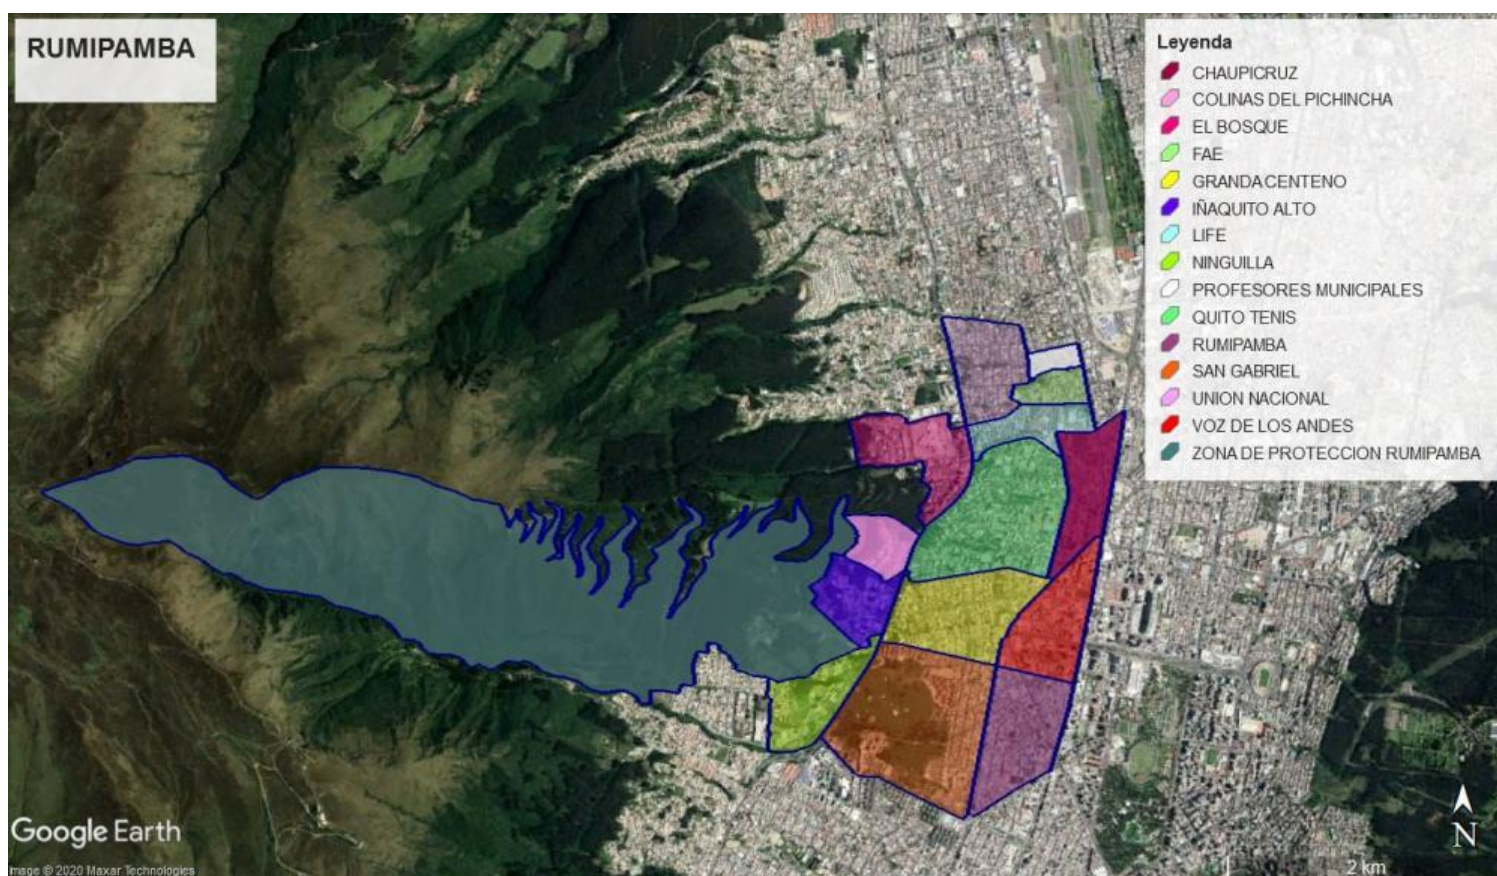 RUMIPAMBA
Leyenda
CHAUPICRUZ
COLINAS DEL PICHINCHA
EL BOSQUE
FAE
GRANDA CENTENO
IÑAQUITO ALTO
LIFE
NINGUILLA
PROFESORES MUNICIPALES
QUITO TENIS
RUMIPAMBA
SAN GABRIEL
UNION NACIONAL
VOZ DE LOS ANDES
ZONA DE PROTECCION RUMIPAMBA
Google Earth
Image © 2020 Maxar Technologies
N
2 km